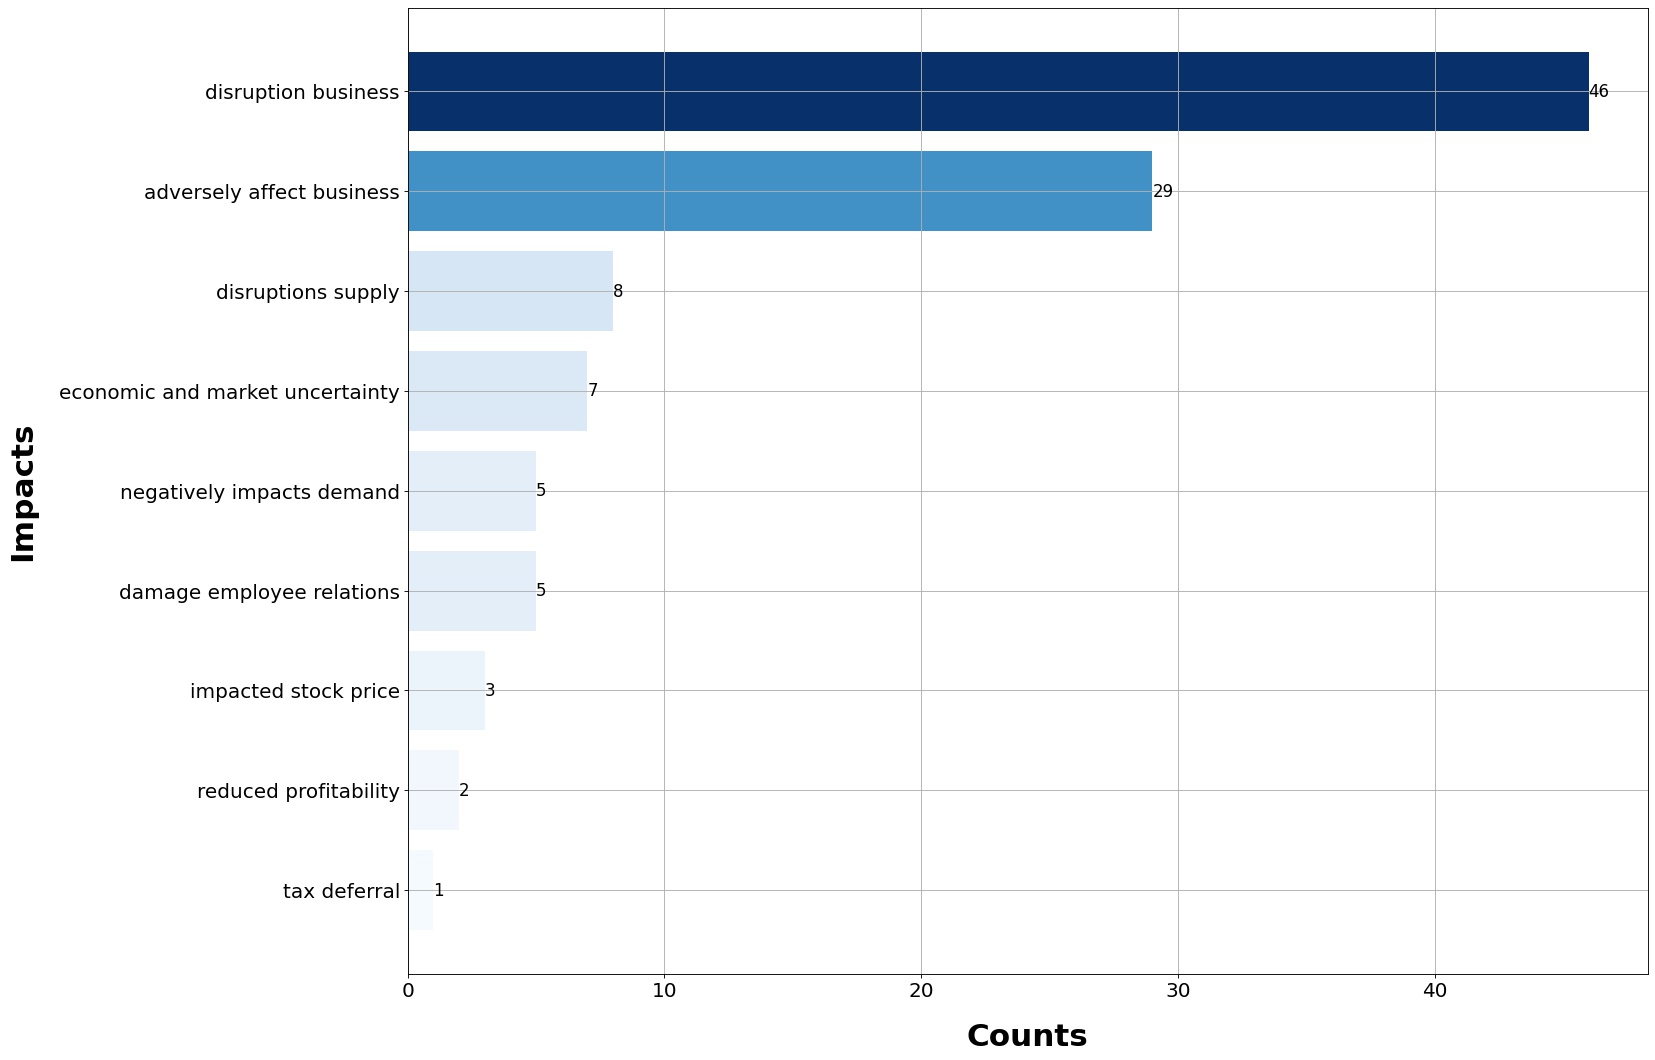 disruption business
46
adversely affect business
29
disruptions supply
8
economic and market uncertainty
7
negatively impacts demand
5
damage employee relations
5
impacted stock price
3
reduced profitability
2
tax deferral
1
Impacts
0 10 20 30 40
Counts